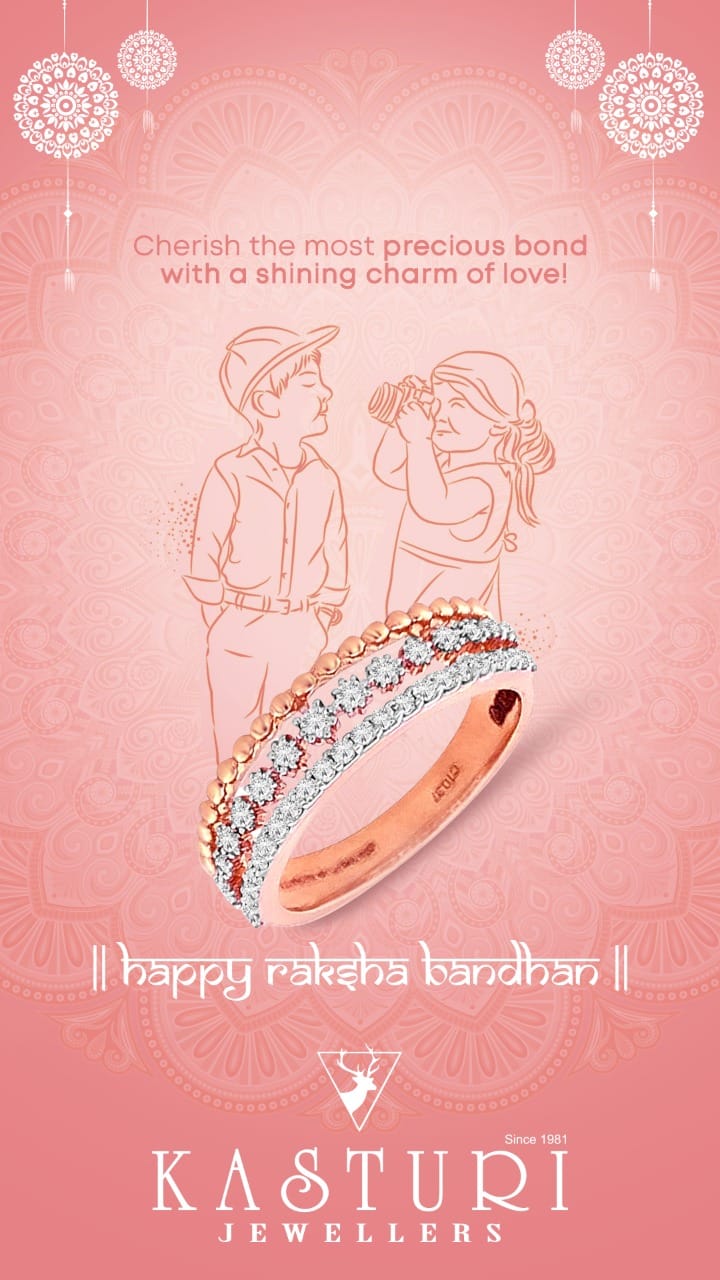 Cherish the most precious bond
with a shining charm of love!
|| happy raksha bandhan ||
Since 1981
KASTURI
JEWELLERS